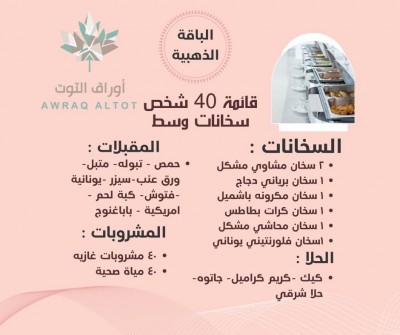 الباقة
الذهبية
أوراق التوت
AWRAQ ALTOT
قائمة 40 شخص
سخانات وسط
السخانات :
٢ سخان مشاوي مشكل
١ سخان برياني دجاج
١ سخان مكرونه باشميل
١ سخان كرات بطاطس
١ سخان محاشي مشكل
١سخان فلورنتيني يوناني
الحلا :
كيك -كريم كراميل- جاتوه-
حلا شرقي
المقبلات :
حمص - تبوله- متبل-
ورق عنب-سيزر -يونانية
-فتوش- كبة لحم -
امريكية - باباغنوج
المشروبات :
٤٠ مشروبات غازيه
٤٠ مياة صحية